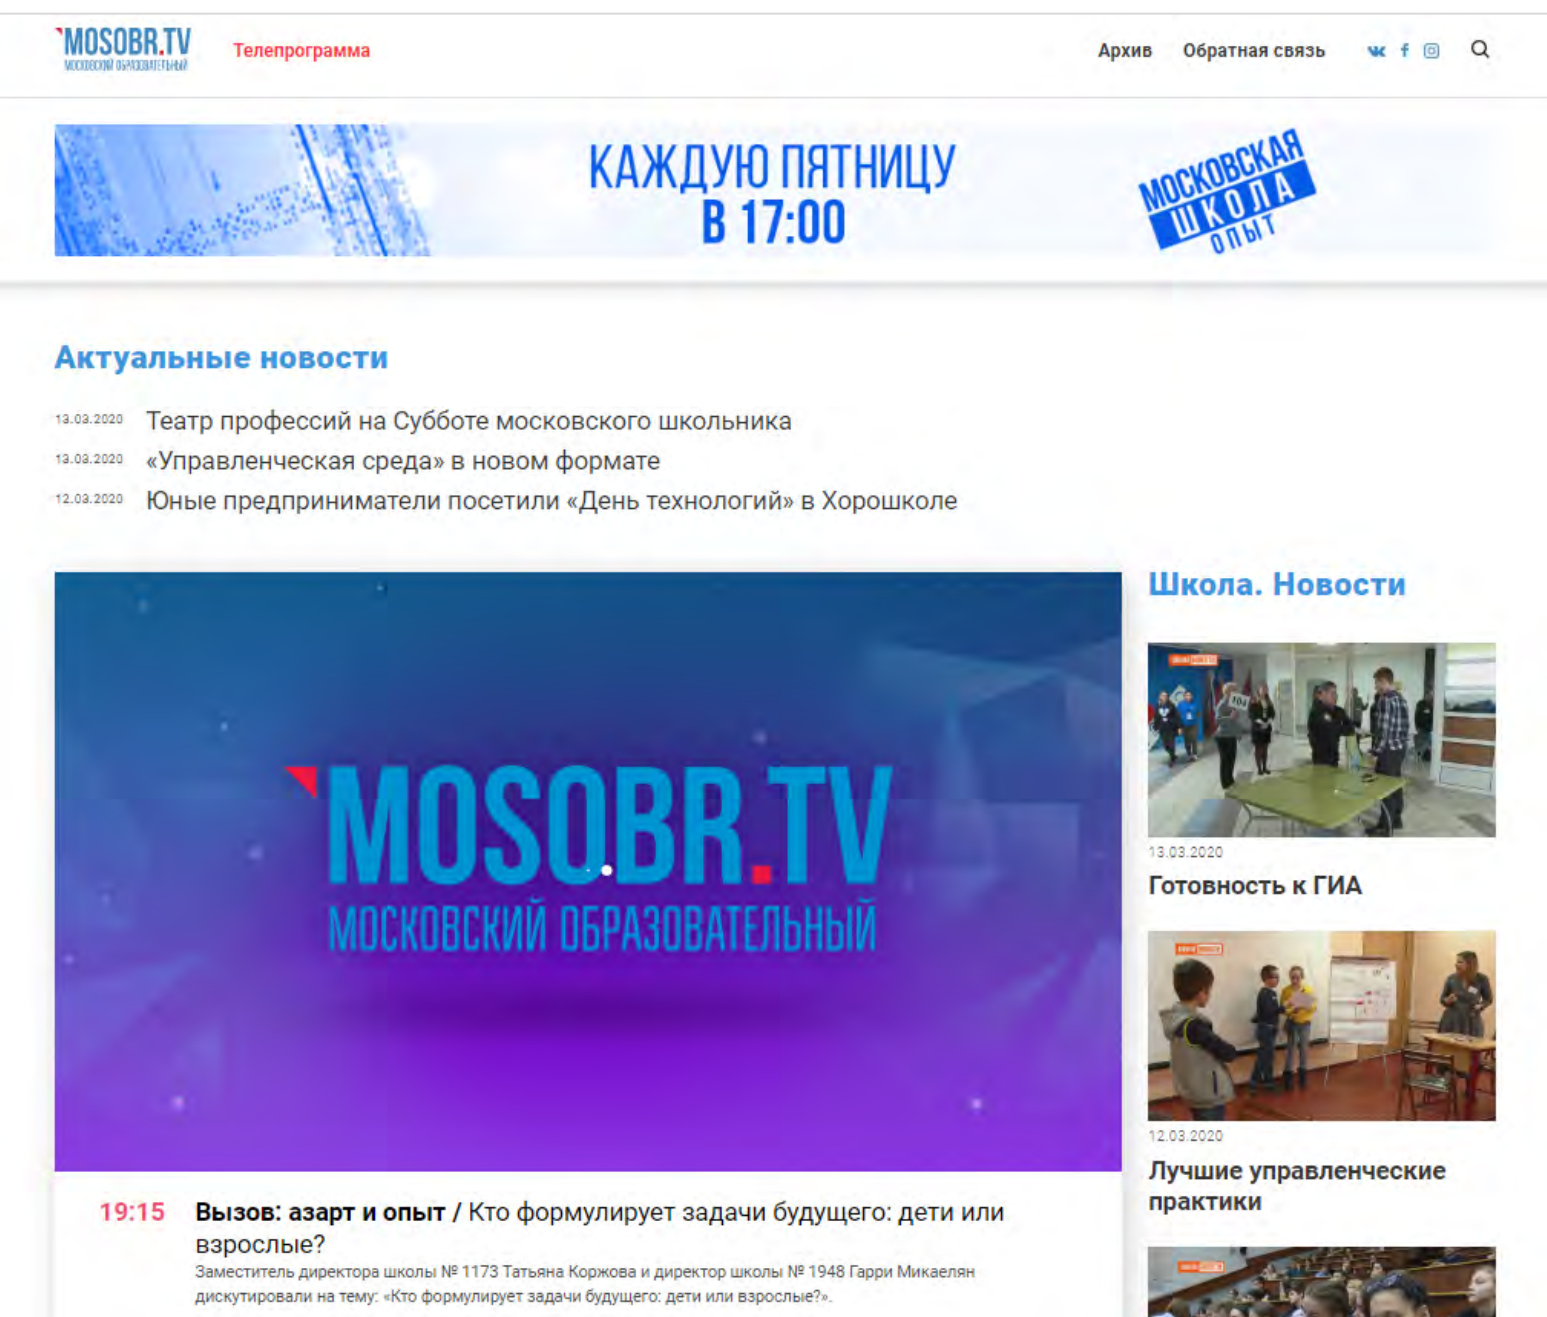 MOSOBR.TV
МОСКОВСКИЙ ОБРАЗОВАТЕЛЬНЫЙ
Телепрограмма
Архив
Обратная связь
КАЖДУЮ ПЯТНИЦУ
В 17:00
МОСКОВСКАЯ
ШКОЛА
ОПЫТ
Актуальные новости
13.03.2020 Театр профессий на Субботе московского школьника
13.03.2020 «Управленческая среда» в новом формате
12.03.2020 Юные предприниматели посетили «День технологий» в Хорошколе
MOSOBR.TV
МОСКОВСКИЙ ОБРАЗОВАТЕЛЬНЫЙ
19:15 Вызов: азарт и опыт / Кто формулирует задачи будущего: дети или
взрослые?
Заместитель директора школы № 1173 Татьяна Коржова и директор школы № 1948 Гарри Микаелян
дискутировали на тему: «Кто формулирует задачи будущего: дети или взрослые?».
Школа. Новости
104
13.03.2020
Готовность к ГИА
12.03.2020
Лучшие управленческие
практики